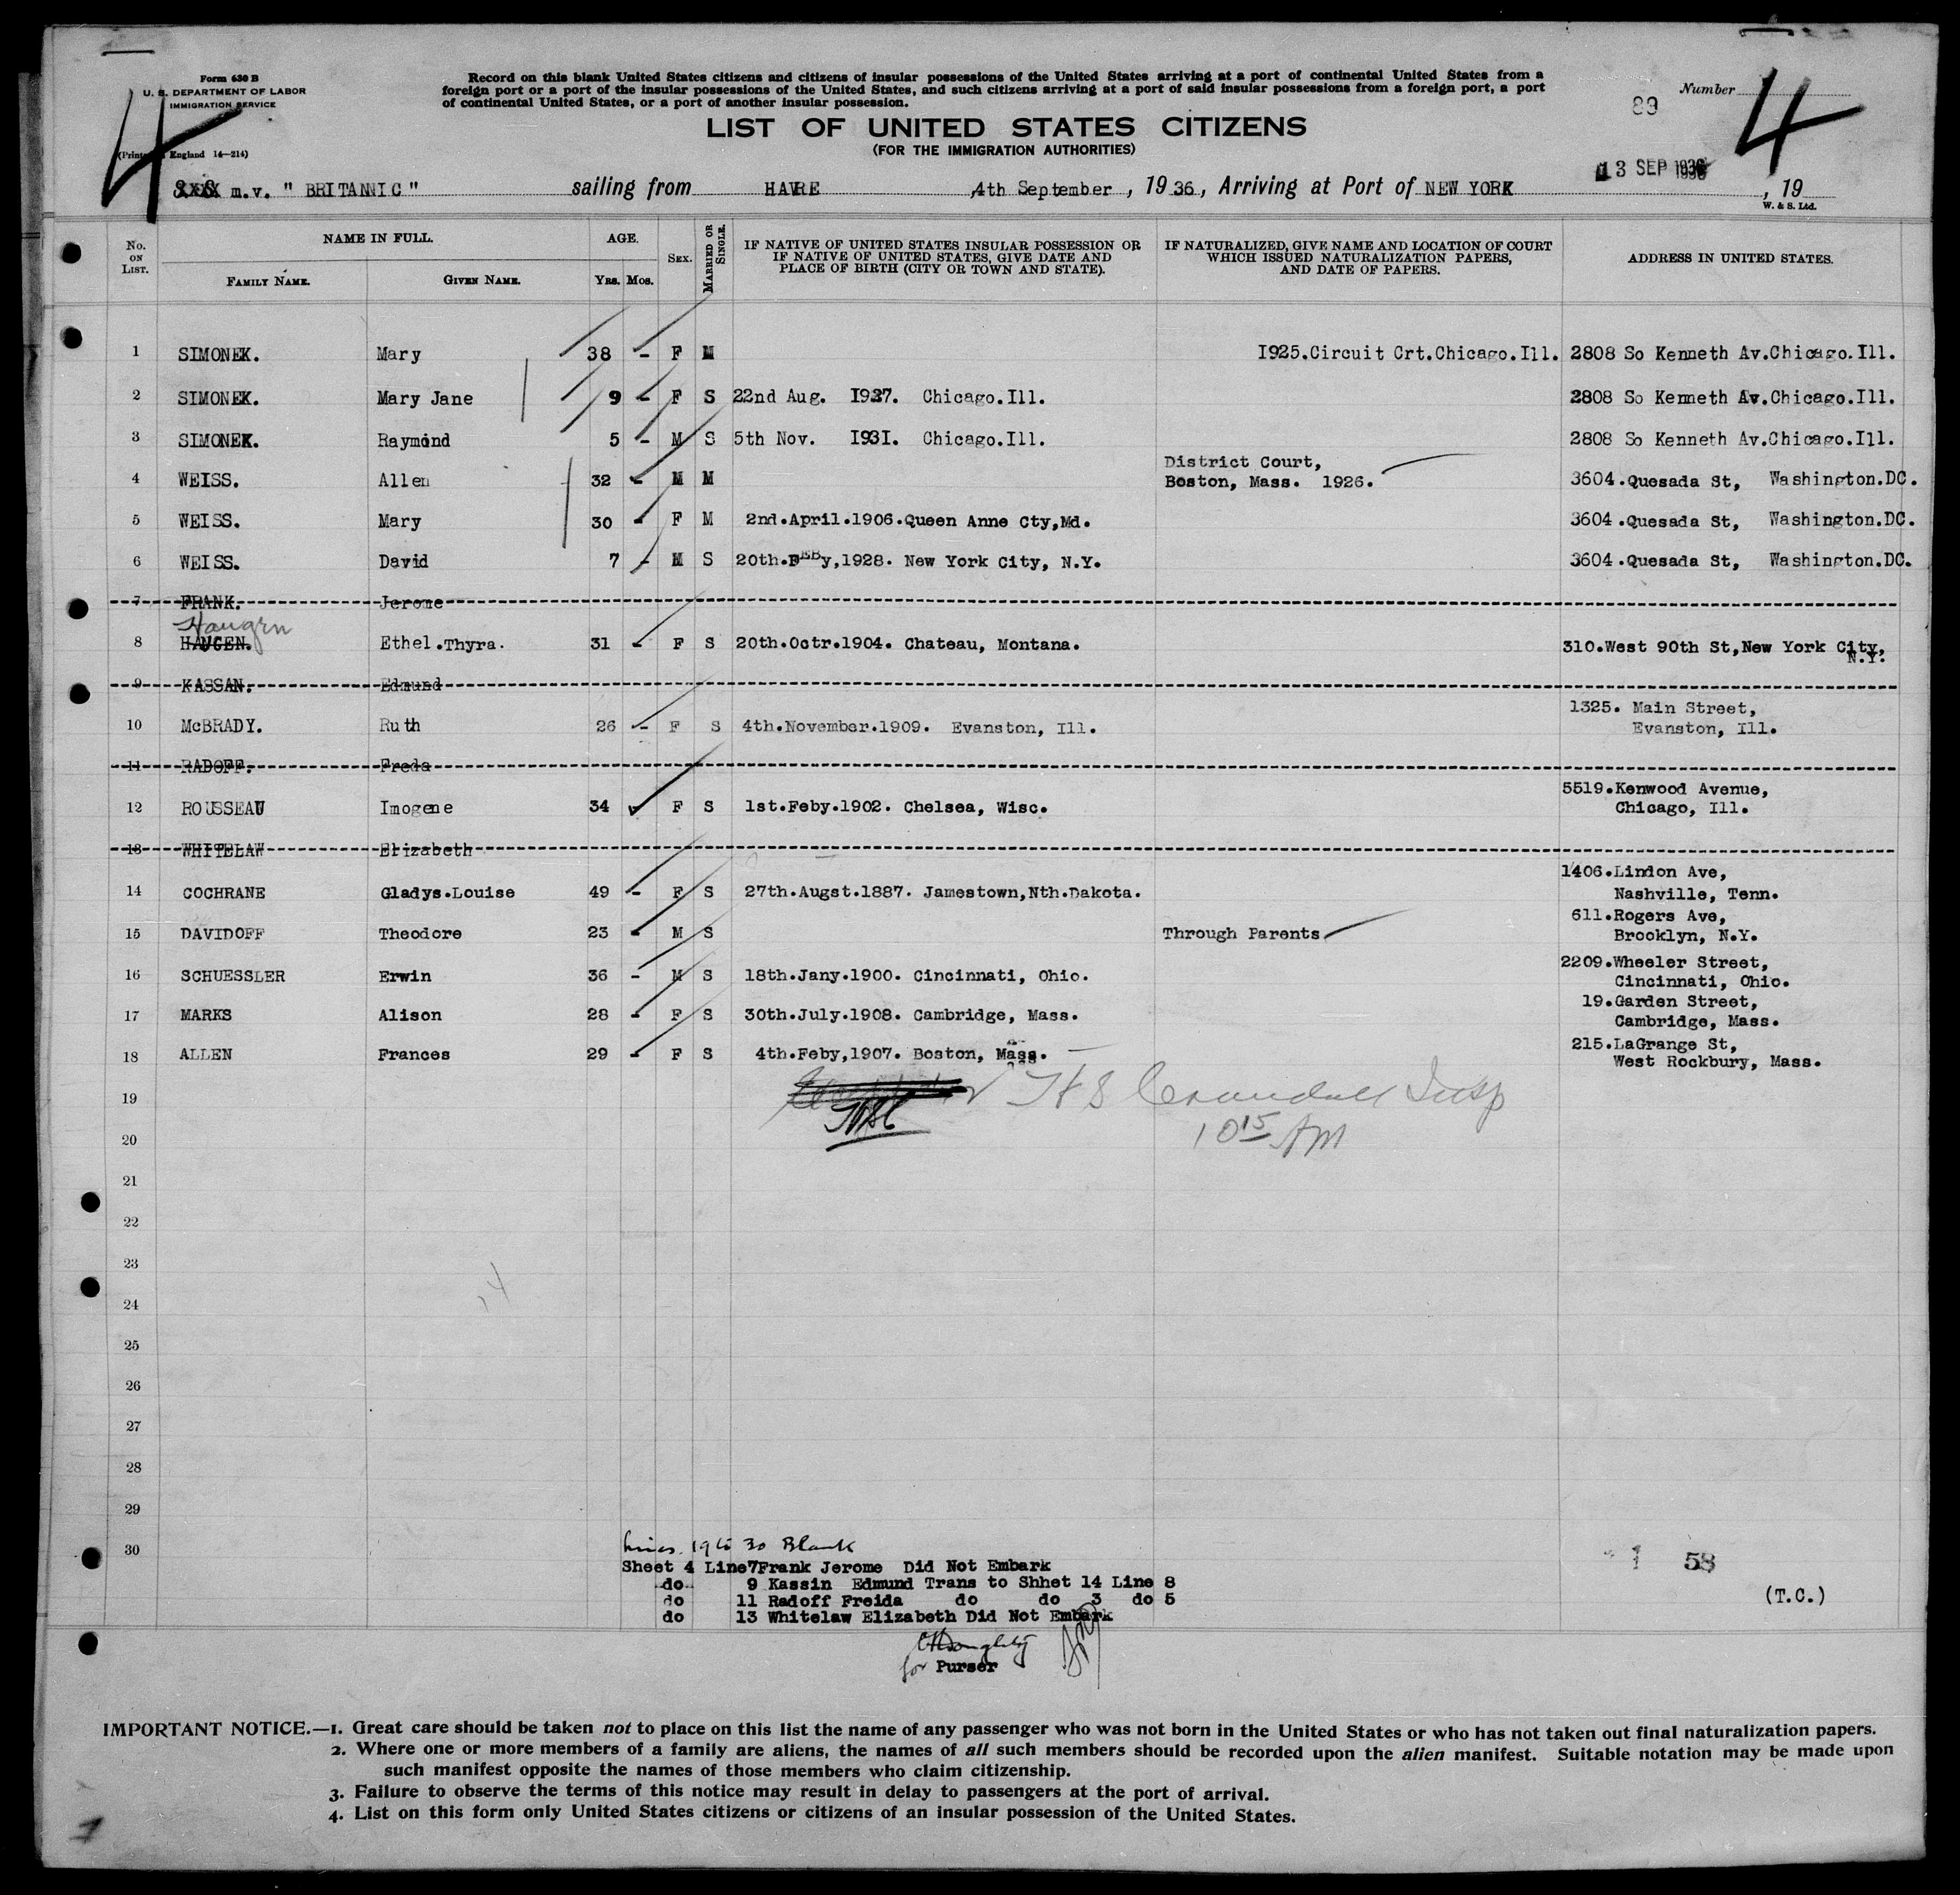 Form 630 B
U. S. DEPARTMENT OF LABOR
IMMIGRATION SERVICE
4
Record on this blank United States citizens and citizens of insular possessions of the United States arriving at a port of continental United States from a
foreign port or a port of the insular possessions of the United States, and such citizens arriving at a port of said insular possessions from a foreign port, a port
of continental United States, or a port of another insular possession.
Number 4
89
LIST OF UNITED STATES CITIZENS
(FOR THE IMMIGRATION AUTHORITIES)
England 14—214)
m.v. " BRITANNIC " sailing from HAVRE ,4th September , 19 36, Arriving at Port of NEW YORK 13 SEP 1936 , 19
W. & S. Ltd.
No. ON LIST. NAME IN FULL. AGE. SEX. MARRIED OR SINGLE. IF NATIVE OF UNITED STATES INSULAR POSSESSION OR IF NATIVE OF UNITED STATES, GIVE DATE AND PLACE OF BIRTH (CITY OR TOWN AND STATE). IF NATURALIZED, GIVE NAME AND LOCATION OF COURT WHICH ISSUED NATURALIZATION PAPERS, AND DATE OF PAPERS. ADDRESS IN UNITED STATES.
FAMILY NAME. GIVEN NAME. YRS. MOS.
1 SIMONEK. Mary 38 - F M I925.Circuit Crt.Chicago.Ill. 2808 So Kenneth Av.Chicago.Ill.
2 SIMONEK. Mary Jane 9 - F S 22nd Aug. I927. Chicago.Ill. 2808 So Kenneth Av.Chicago.Ill.
3 SIMONEK. Raymond 5 - M S 5th Nov. I93I. Chicago.Ill. 2808 So Kenneth Av.Chicago.Ill.
4 WEISS. Allen 32 - M M District Court, Boston, Mass. 1926. 3604.Quesada St, Washington.DC.
5 WEISS. Mary 30 - F M 2nd.April.1906.Queen Anne Cty,Md. 3604.Quesada St, Washington.DC.
6 WEISS. David 7 - M S 20th.FEBy,1928. New York City, N.Y. 3604.Quesada St, Washington.DC.
7 FRANK. Jerome
Haugen
8 HAUGEN. Ethel.Thyra. 31 - F S 20th.Octr.1904. Chateau, Montana. 310.West 90th St,New York City, N.Y.
9 KASSAN. Edmund
10 McBRADY. Ruth 26 - F S 4th.November.1909. Evanston, Ill. 1325. Main Street, Evanston, Ill.
11 RADOFF. Freda
12 ROUSSEAU Imogene 34 F S 1st.Feby.1902. Chelsea, Wisc. 5519.Kenwood Avenue, Chicago, Ill.
13 WHITELAW Elizabeth
14 COCHRANE Gladys.Louise 49 - F S 27th.Augst.1887. Jamestown,Nth.Dakota. 1406.Lindon Ave, Nashville, Tenn.
15 DAVIDOFF Theodore 23 - M S Through Parents 611.Rogers Ave, Brooklyn, N.Y.
16 SCHUESSLER Erwin 36 - M S 18th.Jany.1900. Cincinnati, Ohio. 2209.Wheeler Street, Cincinnati, Ohio.
17 MARKS Alison 28 - F S 30th.July.1908. Cambridge, Mass. 19.Garden Street, Cambridge, Mass.
18 ALLEN Frances 29 - F S 4th.Feby,1907. Boston, Mass. 215.LaGrange St, West Rockbury, Mass.
19 H S Crandall Insp
20 10 15 AM
21
22
23
24
25
26
27
28
29
30
Lines 19 to 30 Blank
Sheet 4 Line7Frank Jerome Did Not Embark
do 9 Kassin Edmund Trans to Shhet 14 Line 8
do 11 Radoff Freida do do 3 do 5
do 13 Whitelaw Elizabeth Did Not Embark
58
(T.C.)
for Purser
IMPORTANT NOTICE.—1. Great care should be taken not to place on this list the name of any passenger who was not born in the United States or who has not taken out final naturalization papers.
2. Where one or more members of a family are aliens, the names of all such members should be recorded upon the alien manifest. Suitable notation may be made upon
such manifest opposite the names of those members who claim citizenship.
3. Failure to observe the terms of this notice may result in delay to passengers at the port of arrival.
4. List on this form only United States citizens or citizens of an insular possession of the United States.